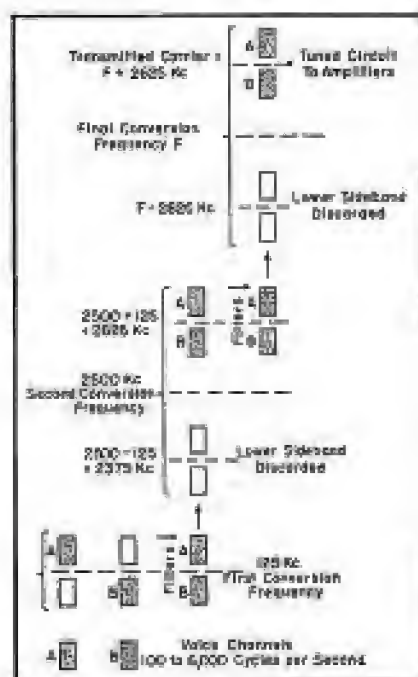 Transmitted Carrier =
F + 2625 Kc
A
B
Tuned Circuit
To Amplifiers
Final Conversion
Frequency F
F - 2625 Kc
Lower Sideband
Discarded
2500 + 125
= 2625 Kc
A
B
Filters
A
B
2500 Kc
Second Conversion
Frequency
2500 - 125
= 2375 Kc
Lower Sideband
Discarded
A
B
Filters
A
B
125 Kc
First Conversion
Frequency
A
B
Voice Channels
100 to 6,000 Cycles per Second